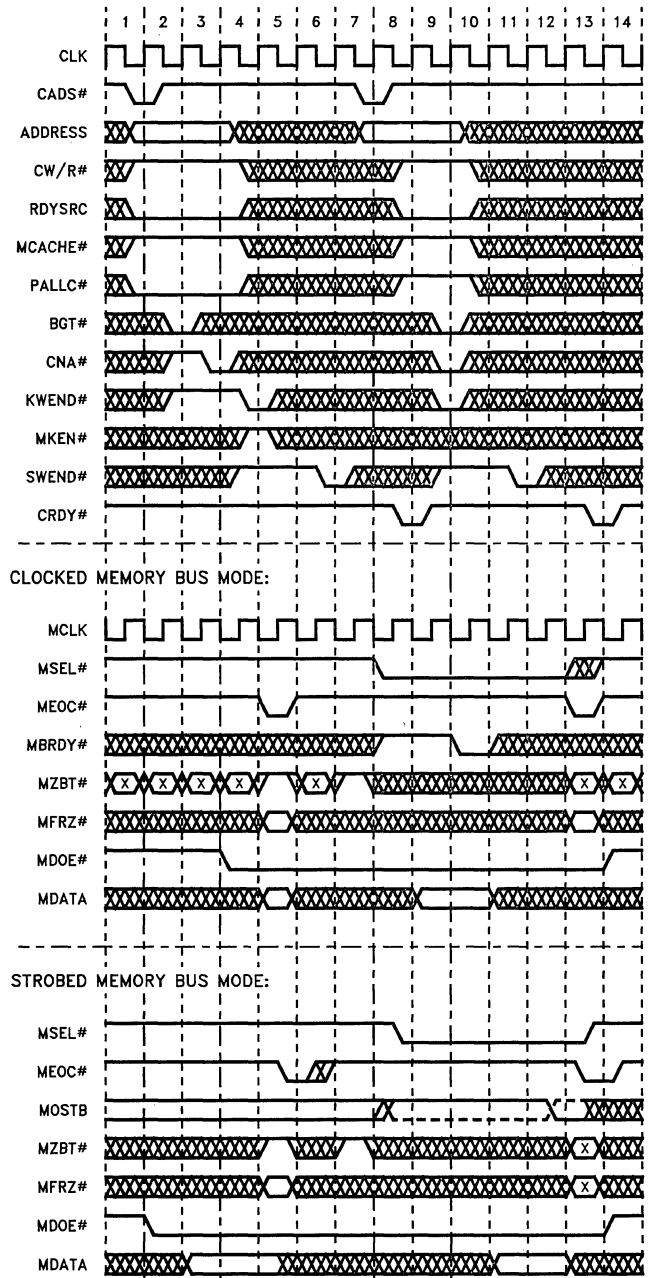 1 2 3 4 5 6 7 8 9 10 11 12 13 14
CLK
CADS#
ADDRESS
CW/R#
RDYSRC
MCACHE#
PALLC#
BGT#
CNA#
KWEND#
MKEN#
SWEND#
CRDY#
CLOCKED MEMORY BUS MODE:
MCLK
MSEL#
MEOC#
MBRDY#
MZBT# X X X X X X X
MFRZ#
MDOE#
MDATA
STROBED MEMORY BUS MODE:
MSEL#
MEOC#
MOSTB
MZBT# X
MFRZ# X
MDOE#
MDATA